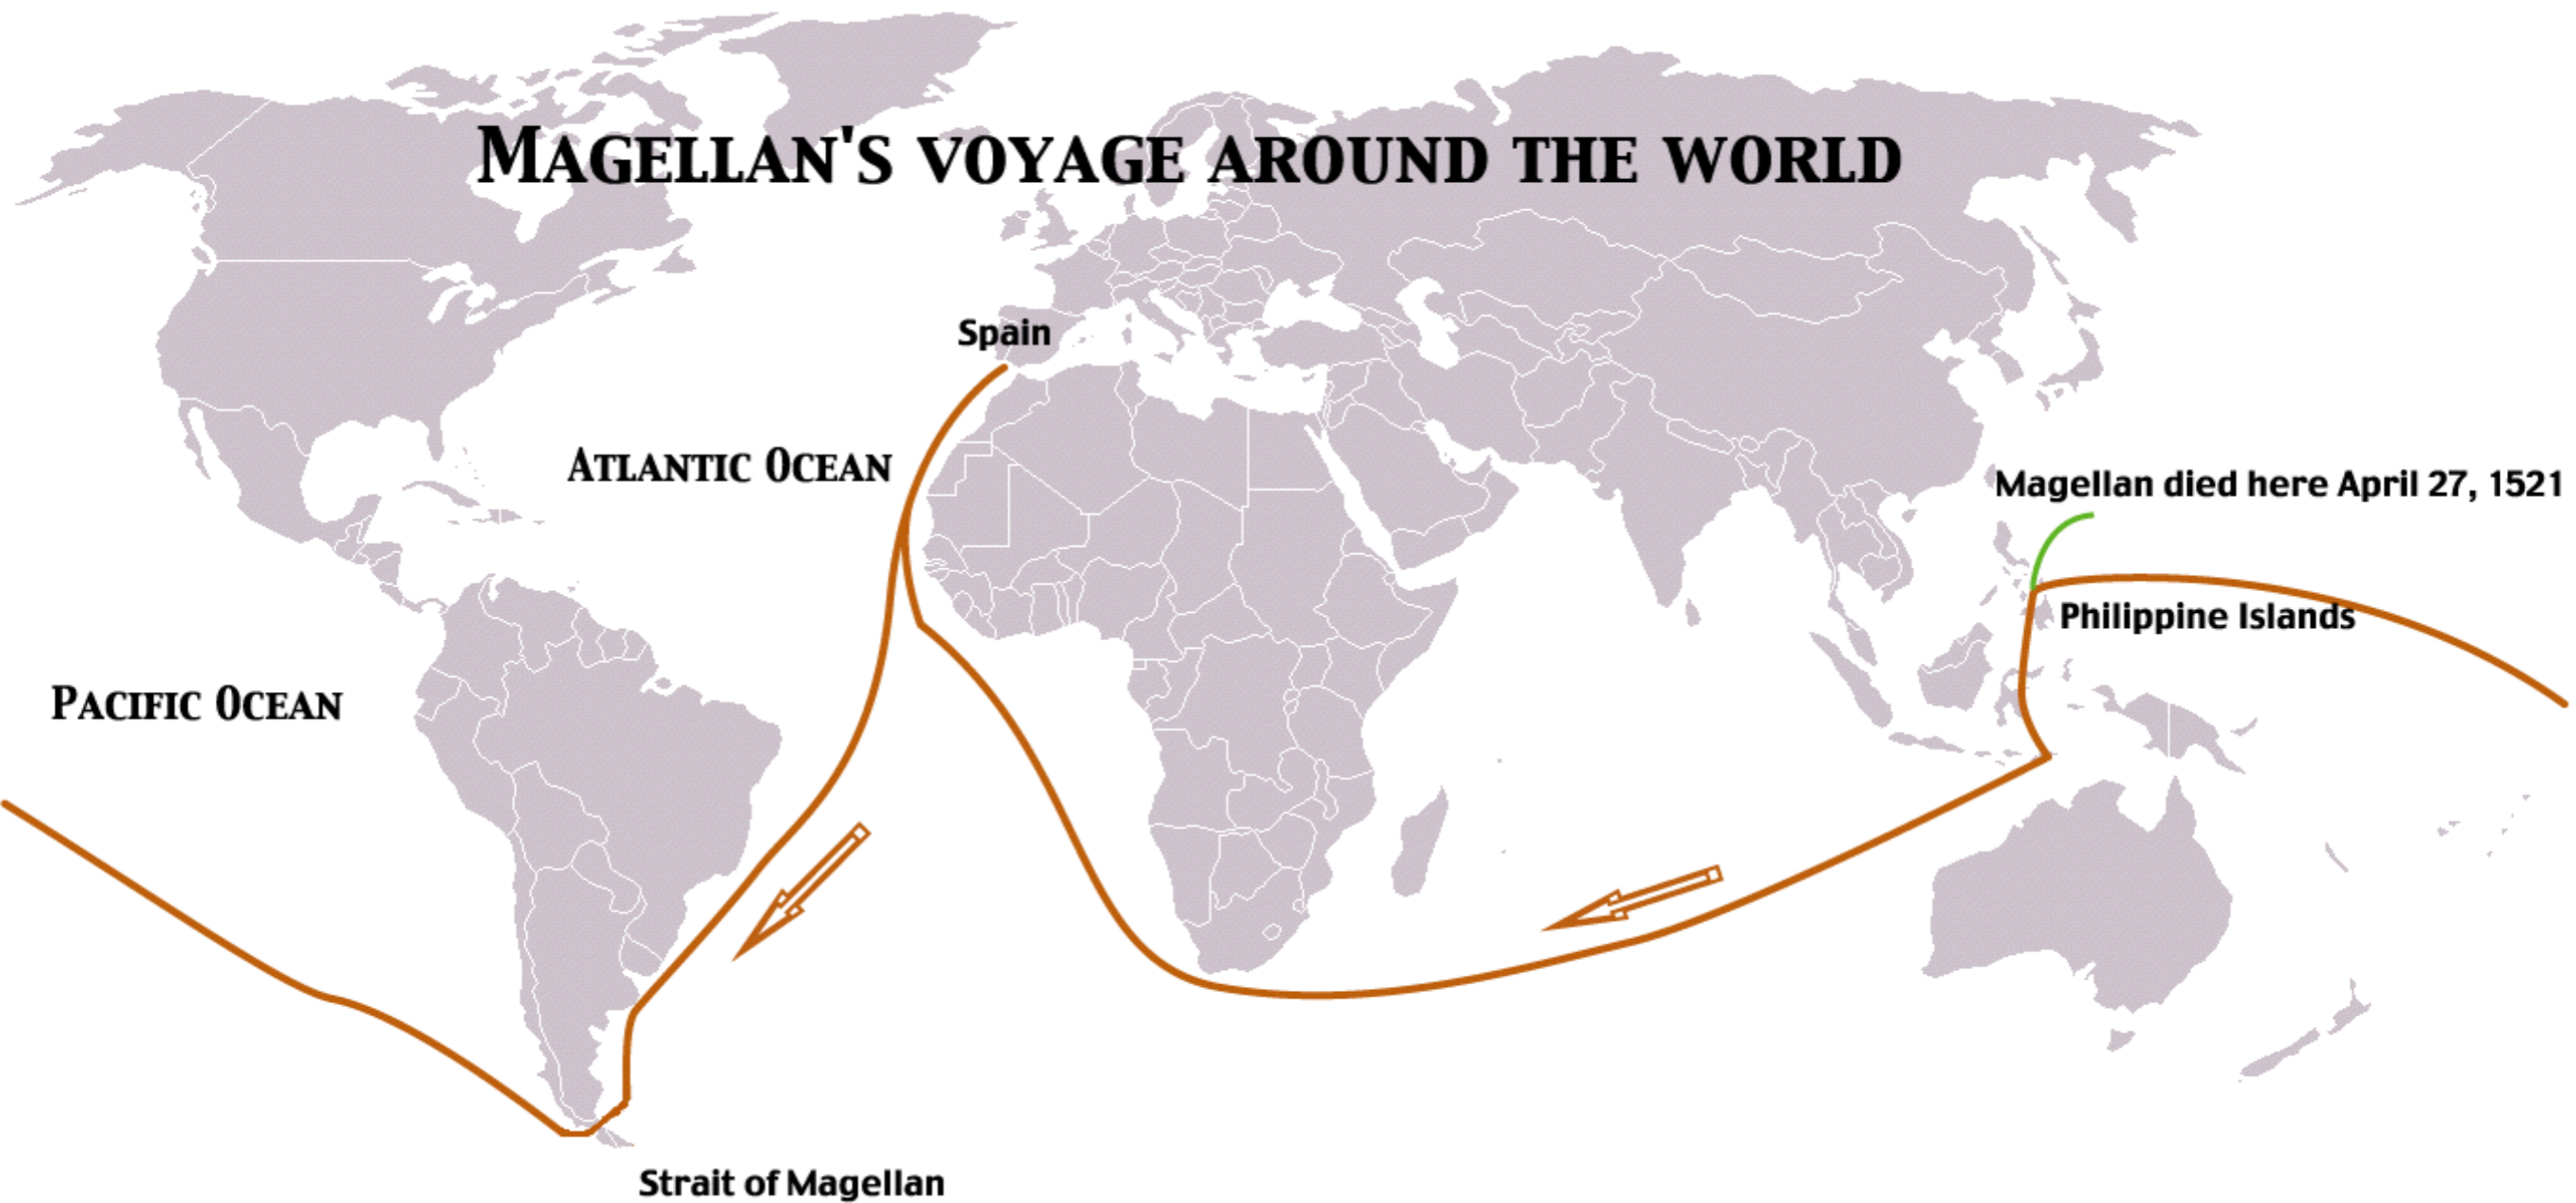 MAGELLAN'S VOYAGE AROUND THE WORLD
Spain
ATLANTIC OCEAN
Magellan died here April 27, 1521
Philippine Islands
PACIFIC OCEAN
Strait of Magellan